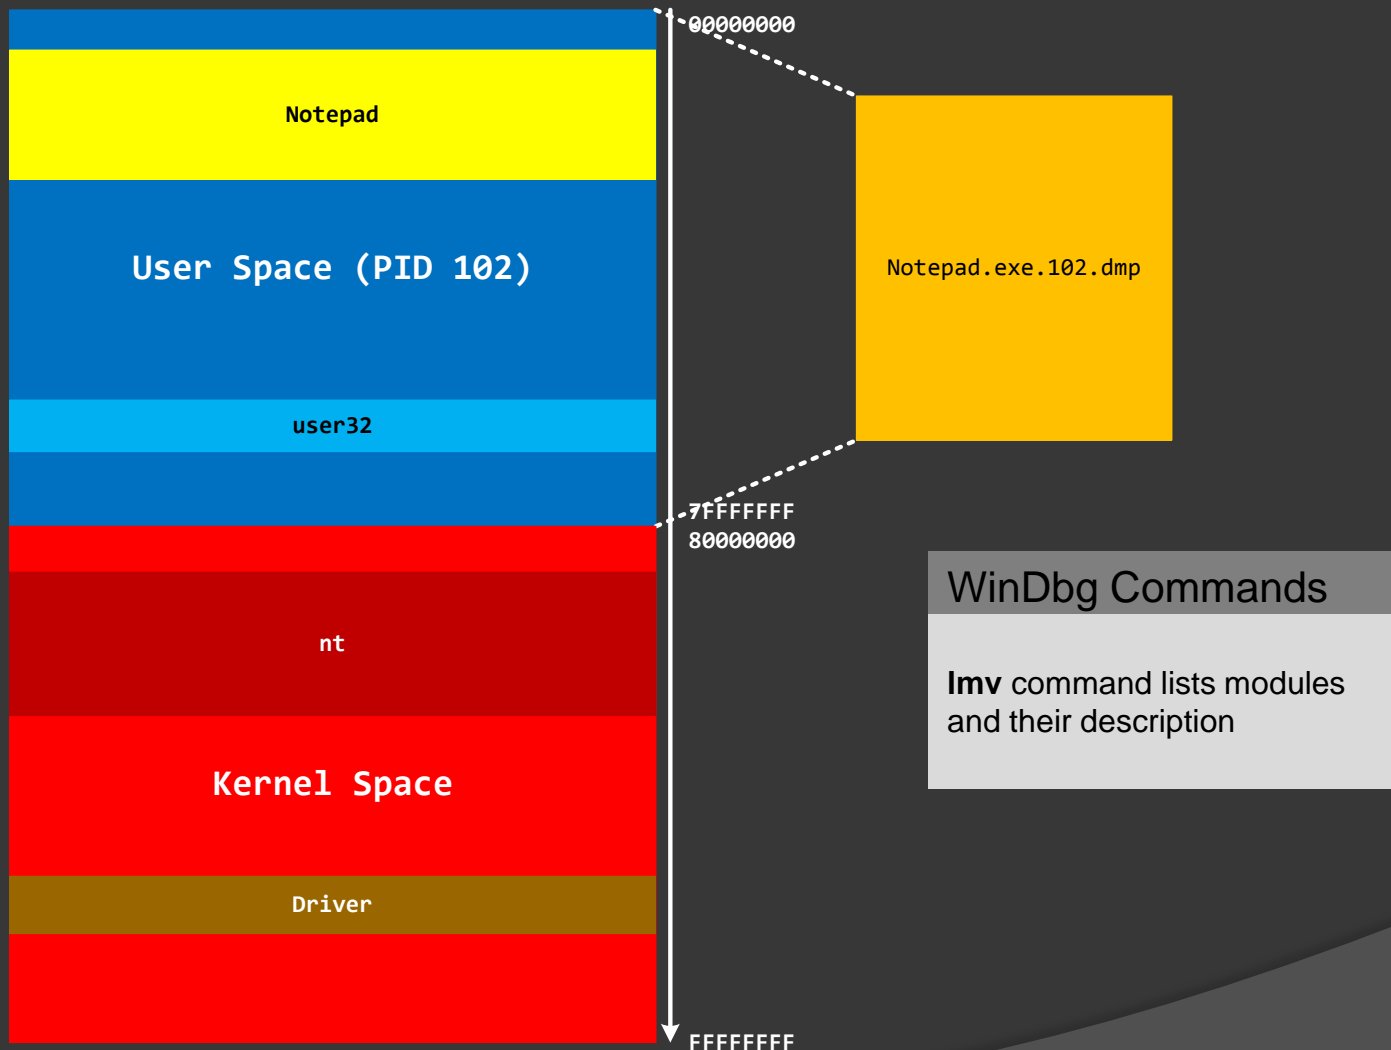 00000000
Notepad
User Space (PID 102)
Notepad.exe.102.dmp
user32
7FFFFFFF
80000000
nt
Kernel Space
Driver
FFFFFFFF
WinDbg Commands
lmv command lists modules
and their description